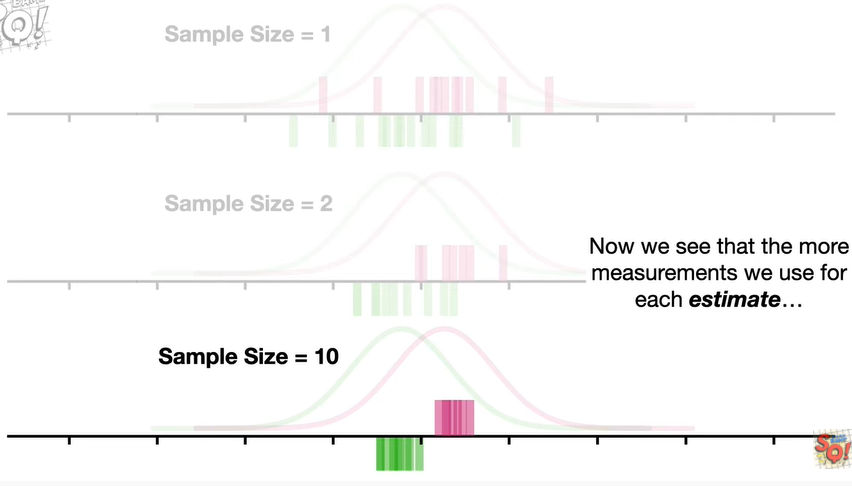 Sample Size = 1
Sample Size = 2
Now we see that the more
measurements we use for
each estimate…
Sample Size = 10
SQ!